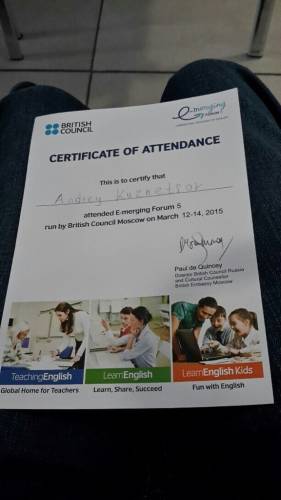 BRITISH
COUNCIL
e-merging
forum
CERTIFICATE OF ATTENDANCE
This is to certify that
Andrey Kuznetsov
attended E-merging Forum 5
run by British Council Moscow on March 12-14, 2015
Paul de Quincey
Director British Council Russia
and Cultural Counsellor
British Embassy Moscow
TeachingEnglish
LearnEnglish
LearnEnglish Kids
Global Home for Teachers
Learn, Share, Succeed
Fun with English